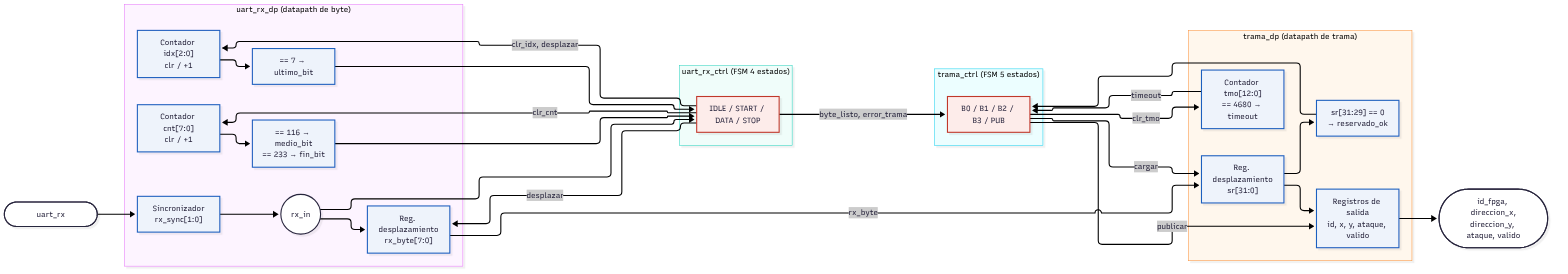 uart_rx_dp (datapath de byte)
Contador
idx[2:0]
clr / +1
== 7 →
ultimo_bit
Contador
cnt[7:0]
clr / +1
== 116 →
medio_bit
== 233 → fin_bit
uart_rx
Sincronizador
rx_sync[1:0]
rx_in
Reg.
desplazamiento
rx_byte[7:0]
clr_idx, desplazar
clr_cnt
desplazar
uart_rx_ctrl (FSM 4 estados)
IDLE / START /
DATA / STOP
byte_listo, error_trama
rx_byte
trama_ctrl (FSM 5 estados)
B0 / B1 / B2 /
B3 / PUB
timeout
clr_tmo
cargar
publicar
trama_dp (datapath de trama)
Contador
tmo[12:0]
== 4680 →
timeout
sr[31:29] == 0
→ reservado_ok
Reg.
desplazamiento
sr[31:0]
Registros de
salida
id, x, y, ataque,
valido
id_fpga,
direccion_x,
direccion_y,
ataque, valido